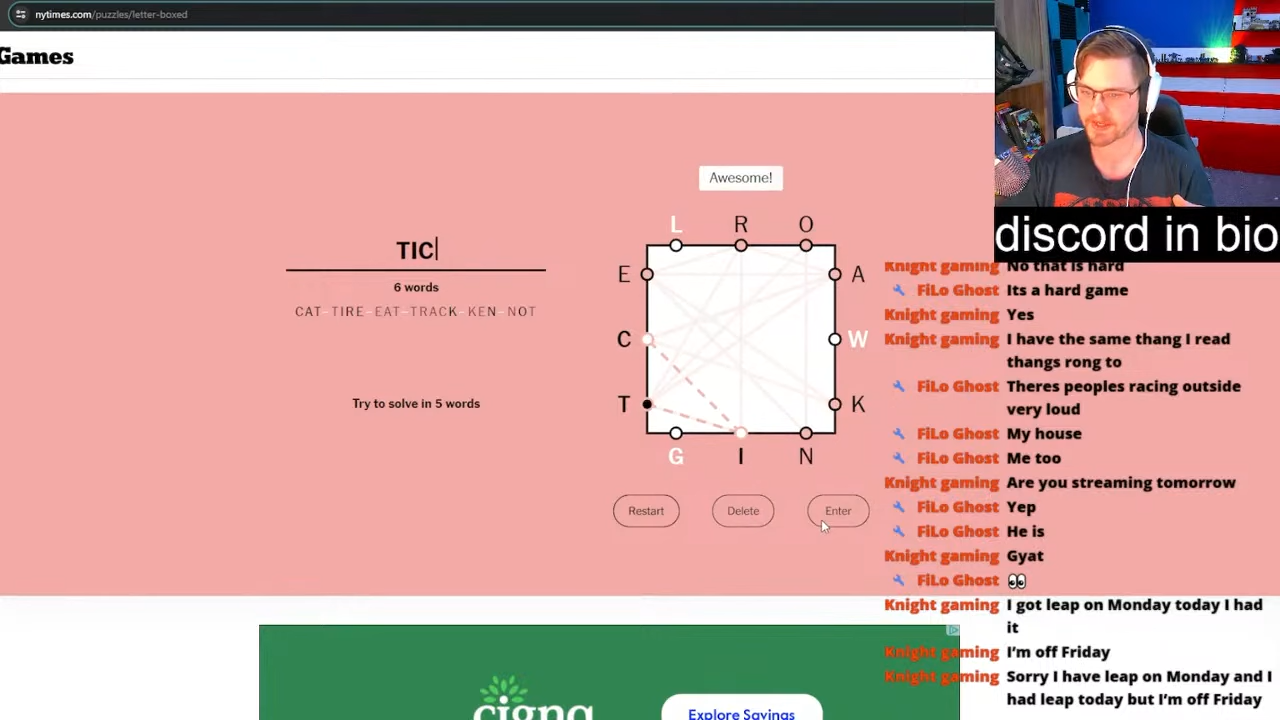 nytimes.com/puzzles/letter-boxed
Games
Awesome!
TIC
6 words
CAT - TIRE - EAT - TRACK - KEN - NOT
Try to solve in 5 words
L R O
E A
C W
T K
G I N
Restart Delete Enter
cigna
Explore Savings
discord in bio
Knight gaming No that is hard
FiLo Ghost Its a hard game
Knight gaming Yes
Knight gaming I have the same thang I read
thangs rong to
FiLo Ghost Theres peoples racing outside
very loud
FiLo Ghost My house
FiLo Ghost Me too
Knight gaming Are you streaming tomorrow
FiLo Ghost Yep
FiLo Ghost He is
Knight gaming Gyat
FiLo Ghost 👀
Knight gaming I got leap on Monday today I had
it
Knight gaming I’m off Friday
Knight gaming Sorry I have leap on Monday and I
had leap today but I’m off Friday